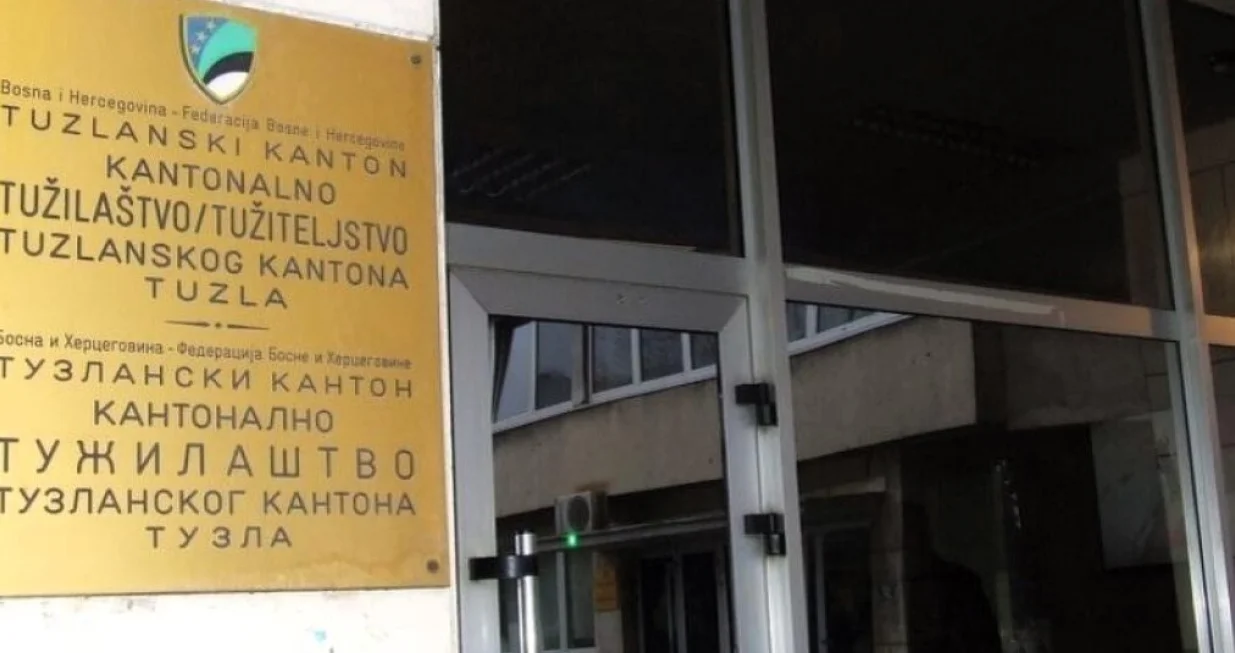 Bosna i Hercegovina - Federacija Bosne i Hercegovine
TUZLANSKI KANTON
KANTONALNO
TUŽILAŠTVO/TUŽITELJSTVO
TUZLANSKOG KANTONA
TUZLA
Босна и Херцеговина - Федерација Босне и Херцеговине
ТУЗЛАНСКИ КАНТОН
КАНТОНАЛНО
ТУЖИЛАШТВО
ТУЗЛАНСКОГ КАНТОНА
ТУЗЛА